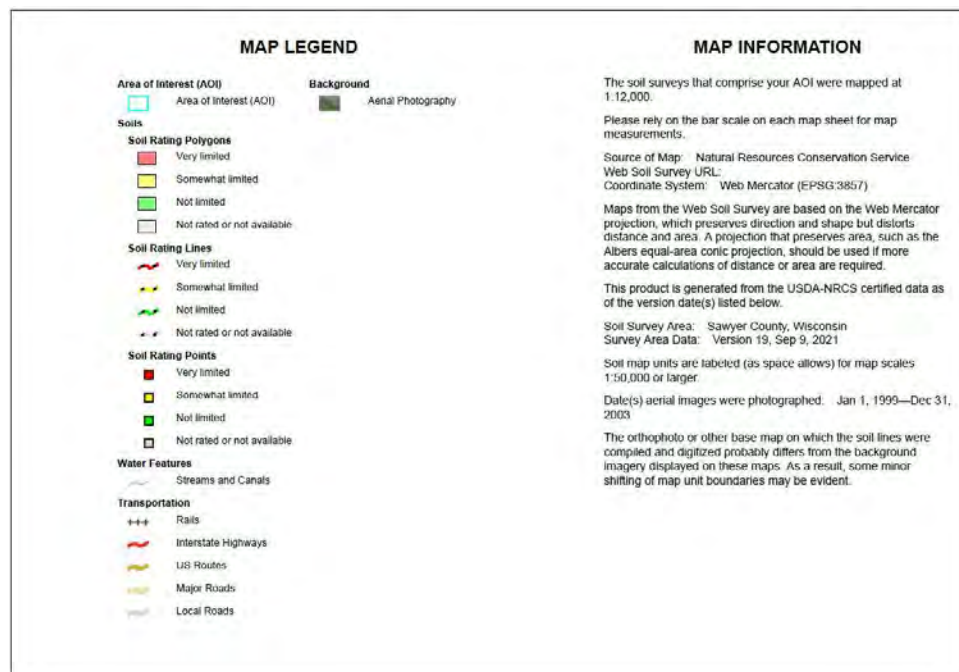 MAP LEGEND
Area of Interest (AOI)
Area of Interest (AOI)
Background
Aerial Photography
Soils
Soil Rating Polygons
Very limited
Somewhat limited
Not limited
Not rated or not available
Soil Rating Lines
Very limited
Somewhat limited
Not limited
Not rated or not available
Soil Rating Points
Very limited
Somewhat limited
Not limited
Not rated or not available
Water Features
Streams and Canals
Transportation
Rails
Interstate Highways
US Routes
Major Roads
Local Roads
MAP INFORMATION
The soil surveys that comprise your AOI were mapped at
1:12,000.
Please rely on the bar scale on each map sheet for map
measurements.
Source of Map: Natural Resources Conservation Service
Web Soil Survey URL:
Coordinate System: Web Mercator (EPSG:3857)
Maps from the Web Soil Survey are based on the Web Mercator
projection, which preserves direction and shape but distorts
distance and area. A projection that preserves area, such as the
Albers equal-area conic projection, should be used if more
accurate calculations of distance or area are required.
This product is generated from the USDA-NRCS certified data as
of the version date(s) listed below.
Soil Survey Area: Sawyer County, Wisconsin
Survey Area Data: Version 19, Sep 9, 2021
Soil map units are labeled (as space allows) for map scales
1:50,000 or larger.
Date(s) aerial images were photographed: Jan 1, 1999—Dec 31,
2003
The orthophoto or other base map on which the soil lines were
compiled and digitized probably differs from the background
imagery displayed on these maps. As a result, some minor
shifting of map unit boundaries may be evident.